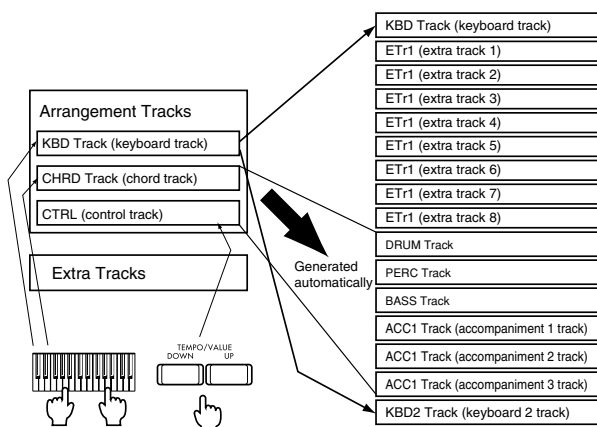 Arrangement Tracks
KBD Track (keyboard track)
CHRD Track (chord track)
CTRL (control track)
Extra Tracks
TEMPO/VALUE
DOWN UP
Generated
automatically
KBD Track (keyboard track)
ETr1 (extra track 1)
ETr1 (extra track 2)
ETr1 (extra track 3)
ETr1 (extra track 4)
ETr1 (extra track 5)
ETr1 (extra track 6)
ETr1 (extra track 7)
ETr1 (extra track 8)
DRUM Track
PERC Track
BASS Track
ACC1 Track (accompaniment 1 track)
ACC1 Track (accompaniment 2 track)
ACC1 Track (accompaniment 3 track)
KBD2 Track (keyboard 2 track)